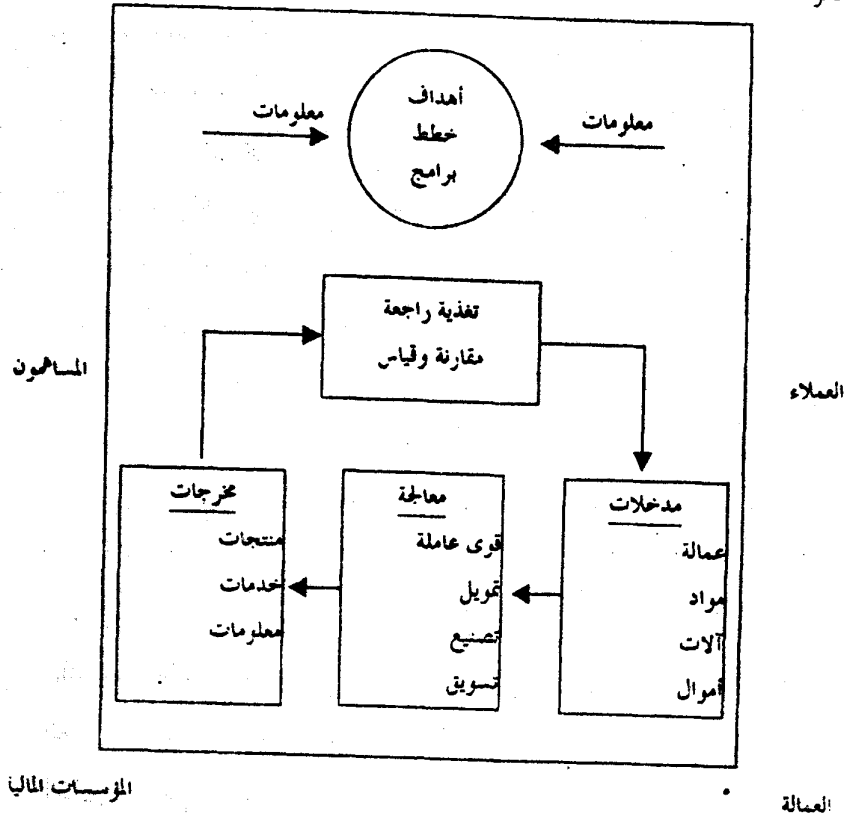 أهداف
خطط
برامج
معلومات
معلومات
تغذية راجعة
مقارنة وقياس
العملاء
المساهمون
مدخلات
عمالة
مواد
آلات
أموال
معالجة
قوى عاملة
تمويل
تصنيع
تسويق
مخرجات
منتجات
خدمات
معلومات
العمالة
المؤسسات الماليا